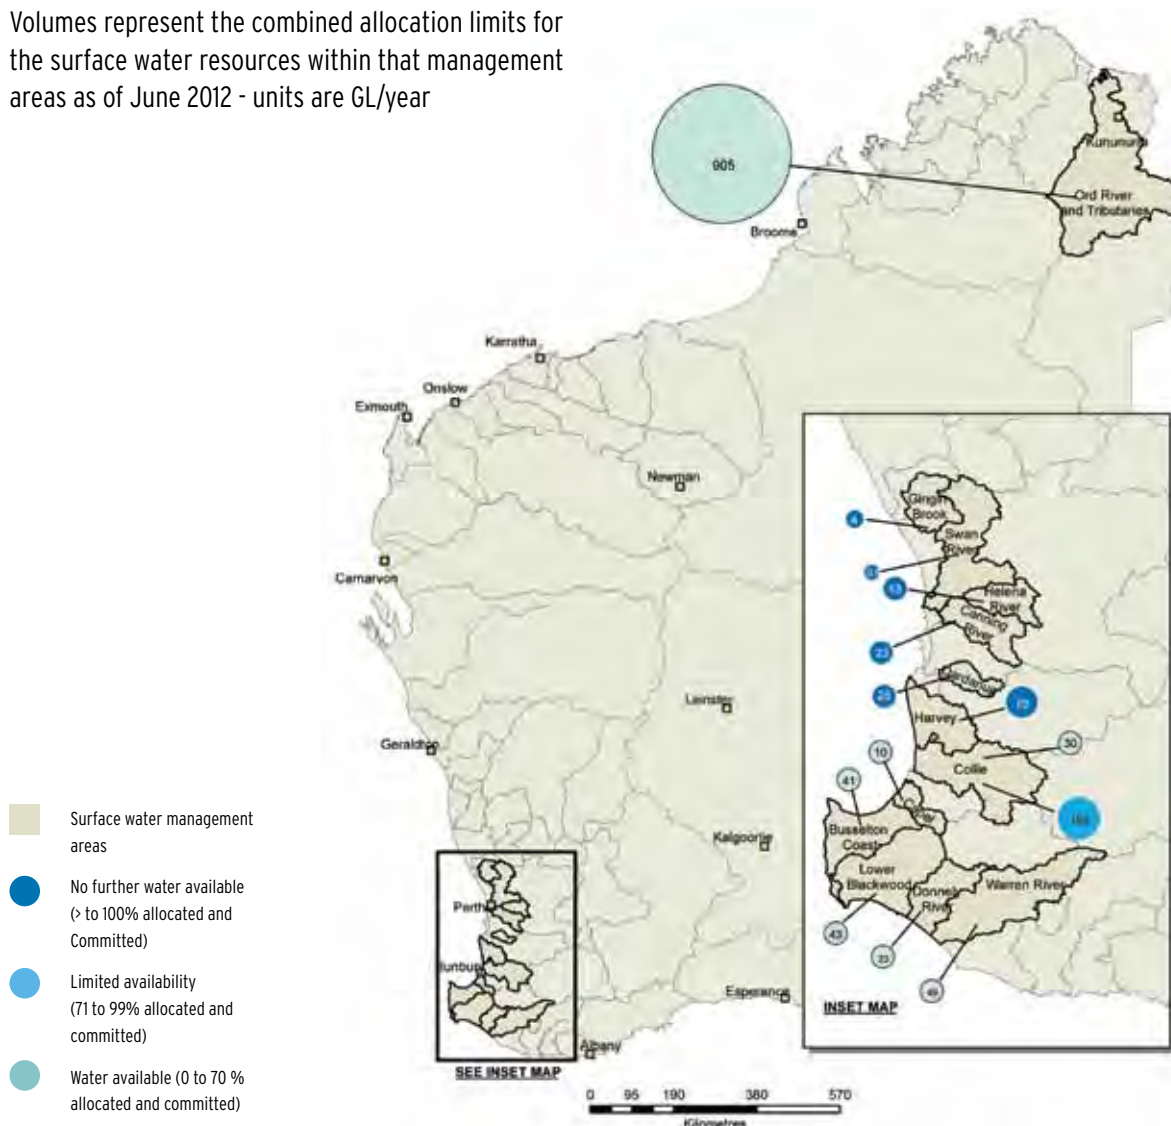 Volumes represent the combined allocation limits for
the surface water resources within that management
areas as of June 2012 - units are GL/year
905
Kununurra
Ord River
and Tributaries
Broome
Karratha
Onslow
Exmouth
Newman
Carnarvon
Leinster
Geraldton
Kalgoorlie
Perth
Bunbury
Esperance
Albany
SEE INSET MAP
Gingin
Brook
4
Swan
River
Helena
River
13
Canning
River
23
25
Harvey
72
30
10
Collie
41
Busselton
Coast
Lower
Blackwood
Donnelly
River
Warren River
43
33
49
INSET MAP
0 95 190 380 570
Kilometres
Surface water management
areas
No further water available
(> to 100% allocated and
Committed)
Limited availability
(71 to 99% allocated and
committed)
Water available (0 to 70 %
allocated and committed)